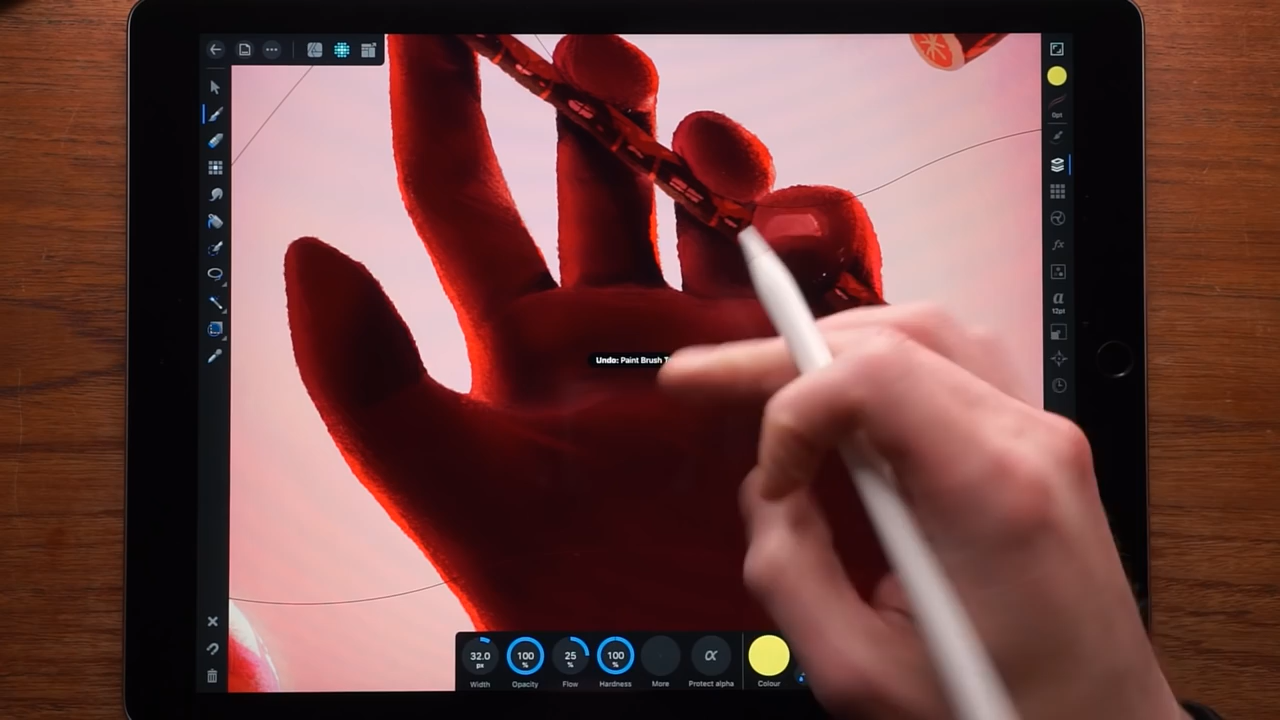 0pt
a
12pt
Undo: Paint Brush
32.0
px
100
%
25
%
100
%
α
Width
Opacity
Flow
Hardness
More
Protect alpha
Colour
fx